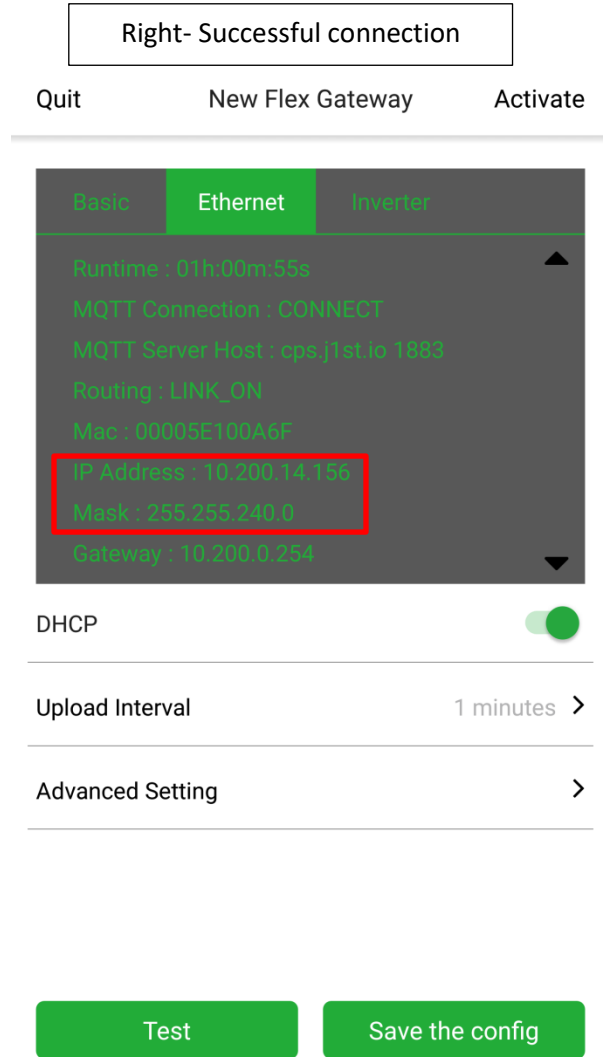 Right- Successful connection
Quit New Flex Gateway Activate
Basic Ethernet Inverter
Runtime : 01h:00m:55s
MQTT Connection : CONNECT
MQTT Server Host : cps.j1st.io 1883
Routing : LINK_ON
Mac : 00005E100A6F
IP Address : 10.200.14.156
Mask : 255.255.240.0
Gateway : 10.200.0.254
DHCP
Upload Interval 1 minutes
Advanced Setting
Test Save the config